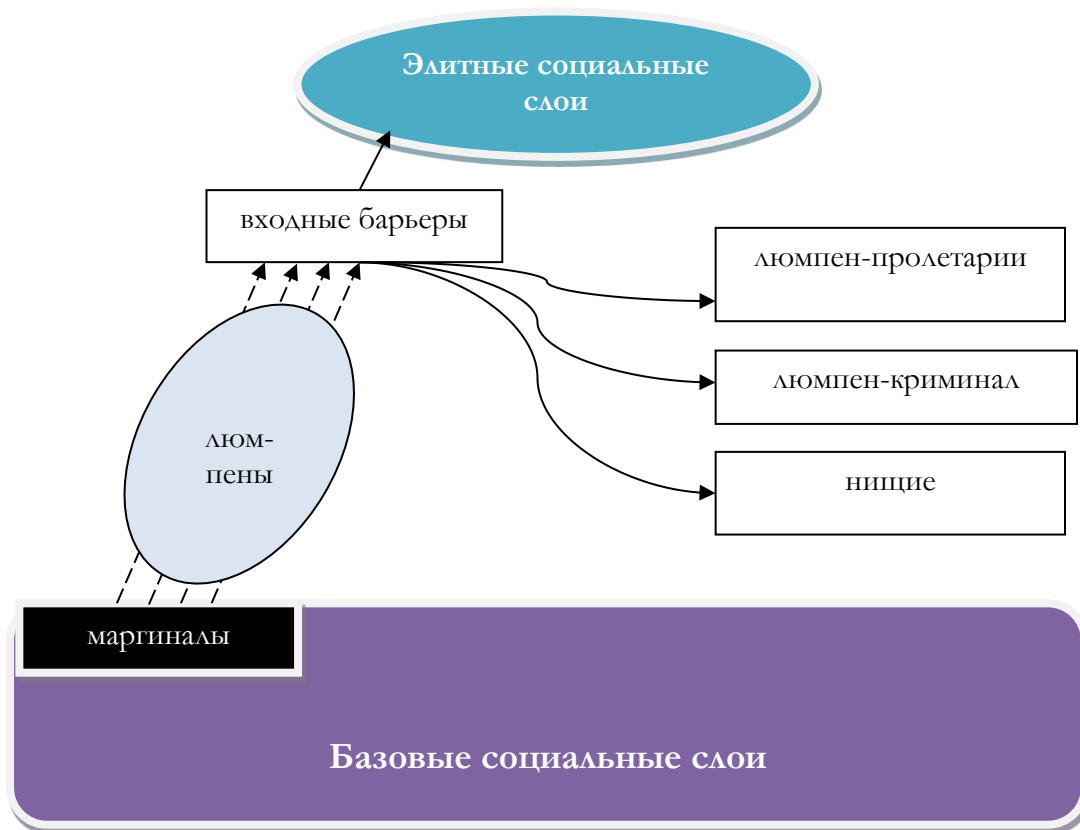 Элитные социальные
слои
входные барьеры
люмпен-пролетарии
люмпен-криминал
люм-
пены
нищие
маргиналы
Базовые социальные слои